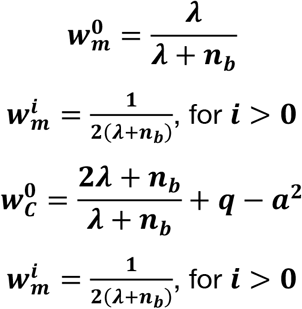 w_m^0 = λ / (λ + n_b)
w_m^i = 1 / (2(λ+n_b)), for i > 0
w_C^0 = (2λ + n_b) / (λ + n_b) + q − a^2
w_m^i = 1 / (2(λ+n_b)), for i > 0